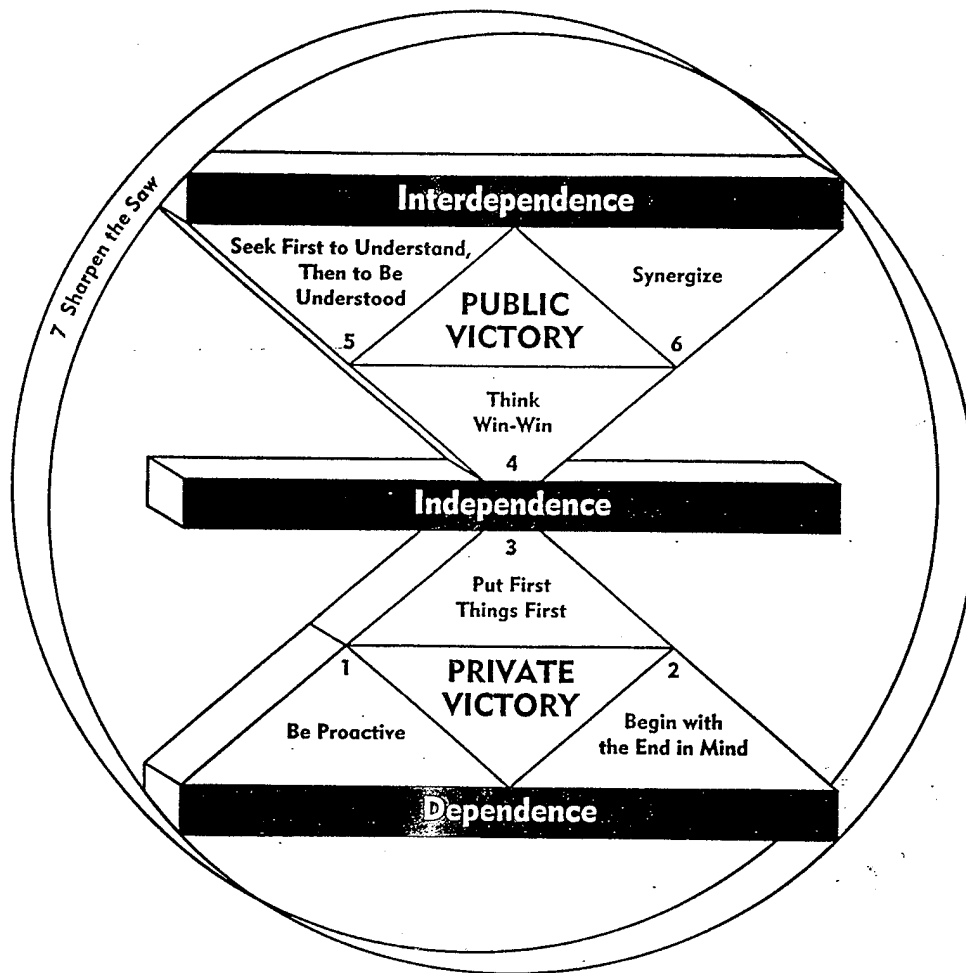 7 Sharpen the Saw
Interdependence
Seek First to Understand,
Then to Be
Understood
5
PUBLIC
VICTORY
Synergize
6
Think
Win-Win
4
Independence
3
Put First
Things First
1
Be Proactive
PRIVATE
VICTORY
2
Begin with
the End in Mind
Dependence